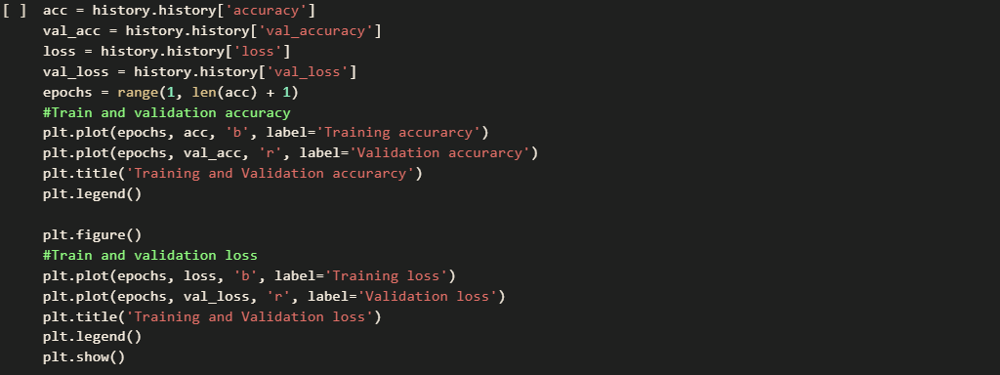 [ ] acc = history.history['accuracy']
val_acc = history.history['val_accuracy']
loss = history.history['loss']
val_loss = history.history['val_loss']
epochs = range(1, len(acc) + 1)
#Train and validation accuracy
plt.plot(epochs, acc, 'b', label='Training accurarcy')
plt.plot(epochs, val_acc, 'r', label='Validation accurarcy')
plt.title('Training and Validation accurarcy')
plt.legend()
plt.figure()
#Train and validation loss
plt.plot(epochs, loss, 'b', label='Training loss')
plt.plot(epochs, val_loss, 'r', label='Validation loss')
plt.title('Training and Validation loss')
plt.legend()
plt.show()